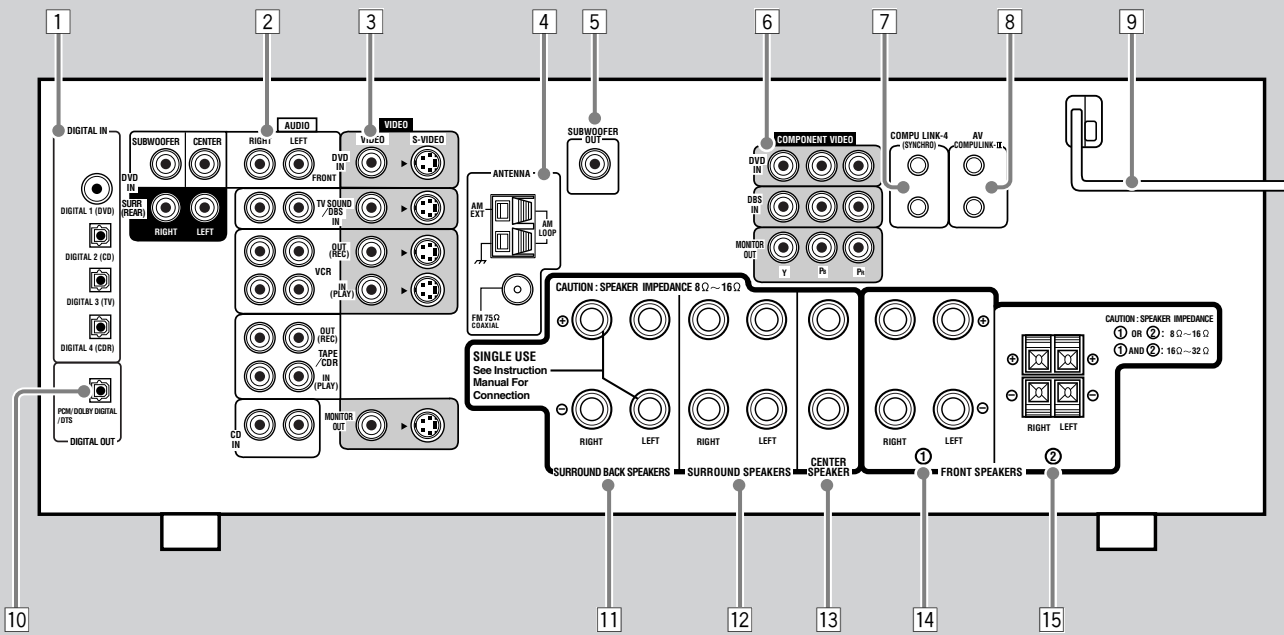 1 2 3 4 5 6 7 8 9
DIGITAL IN
DIGITAL 1 (DVD)
DIGITAL 2 (CD)
DIGITAL 3 (TV)
DIGITAL 4 (CDR)
PCM/DOLBY DIGITAL
/DTS
DIGITAL OUT
SUBWOOFER CENTER
DVD
IN
SURR
(REAR)
RIGHT LEFT
AUDIO
RIGHT LEFT
FRONT
TV SOUND
/DBS
IN
OUT
(REC)
VCR
IN
(PLAY)
OUT
(REC)
TAPE
/CDR
IN
(PLAY)
CD
IN
VIDEO
VIDEO S-VIDEO
DVD
IN
MONITOR
OUT
ANTENNA
AM
EXT
AM
LOOP
FM 75Ω
COAXIAL
SUBWOOFER
OUT
COMPONENT VIDEO
DVD
IN
DBS
IN
MONITOR
OUT
Y PB PR
COMPU LINK-4
(SYNCHRO)
AV
COMPULINK-II
CAUTION : SPEAKER IMPEDANCE 8Ω~16Ω
⊕
SINGLE USE
See Instruction
Manual For
Connection
⊖
RIGHT LEFT
SURROUND BACK SPEAKERS
RIGHT LEFT
SURROUND SPEAKERS
CENTER
SPEAKER
⊕
⊖
RIGHT LEFT
①
FRONT SPEAKERS
⊕ ⊕
⊖ ⊖
RIGHT LEFT
②
CAUTION : SPEAKER IMPEDANCE
① OR ②: 8Ω~16Ω
① AND ②: 16Ω~32Ω
10 11 12 13 14 15